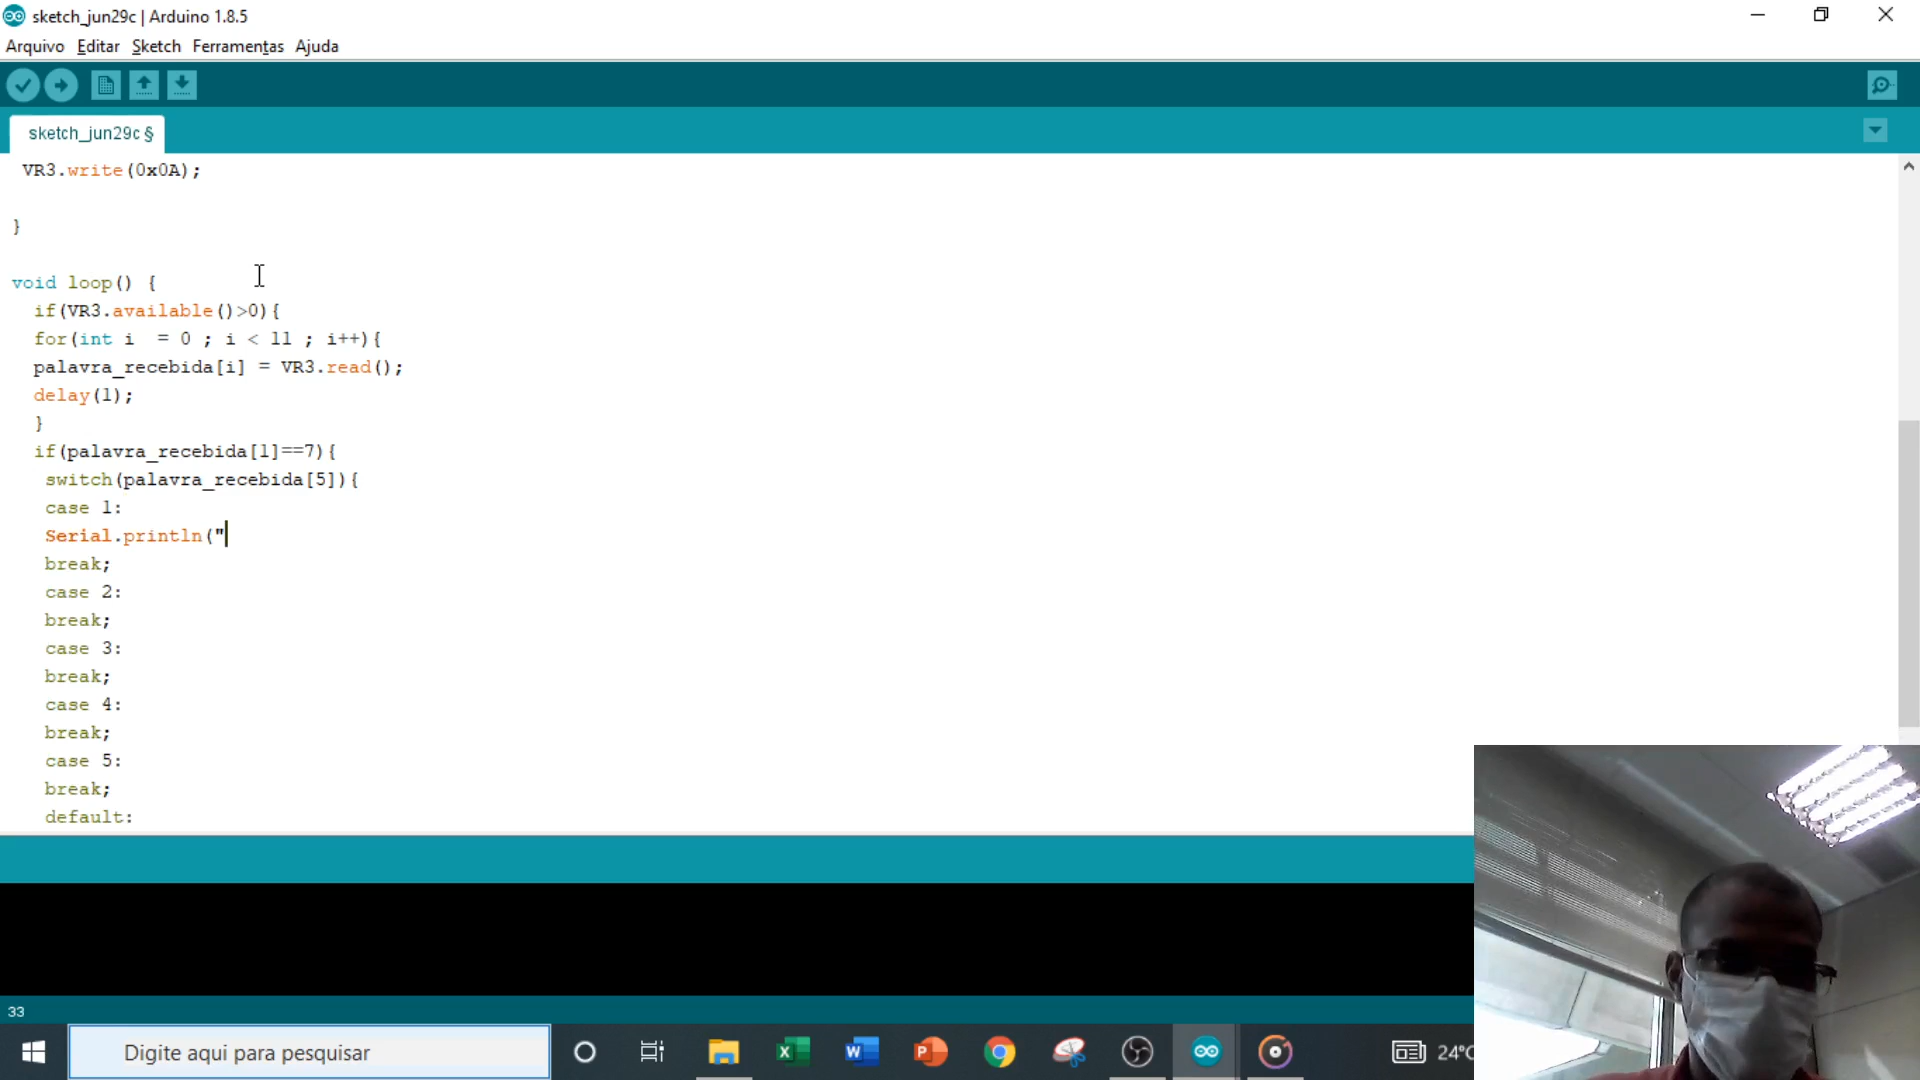 sketch_jun29c | Arduino 1.8.5
Arquivo Editar Sketch Ferramentas Ajuda
sketch_jun29c §
VR3.write(0x0A);
}
void loop() {
if(VR3.available()>0){
for(int i  = 0 ; i < 11 ; i++){
palavra_recebida[i] = VR3.read();
delay(1);
}
if(palavra_recebida[1]==7){
switch(palavra_recebida[5]){
case 1:
Serial.println("
break;
case 2:
break;
case 3:
break;
case 4:
break;
case 5:
break;
default:
33
Digite aqui para pesquisar
24°C